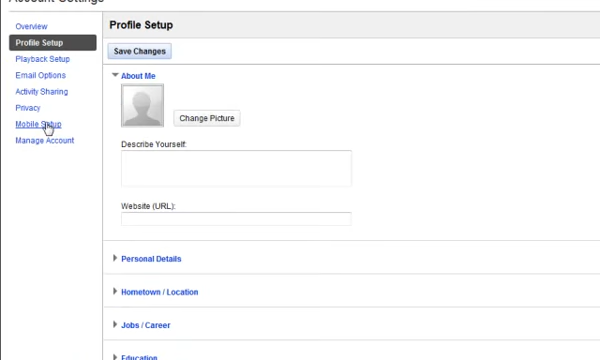 Account Settings
Overview
Profile Setup
Playback Setup
Email Options
Activity Sharing
Privacy
Mobile Setup
Manage Account
Profile Setup
Save Changes
About Me
Change Picture
Describe Yourself:
Website (URL):
Personal Details
Hometown / Location
Jobs / Career
Education